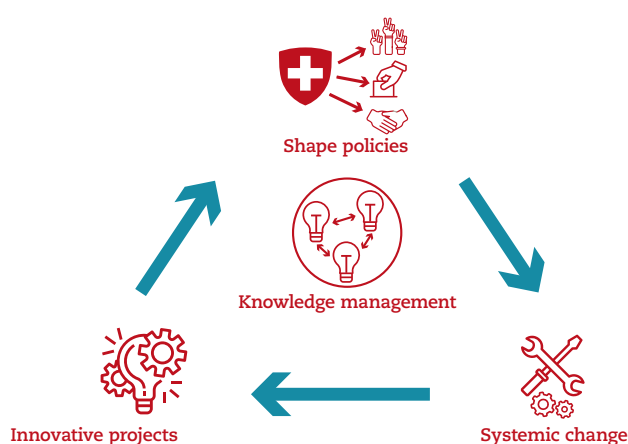 Shape policies
Knowledge management
Innovative projects
Systemic change